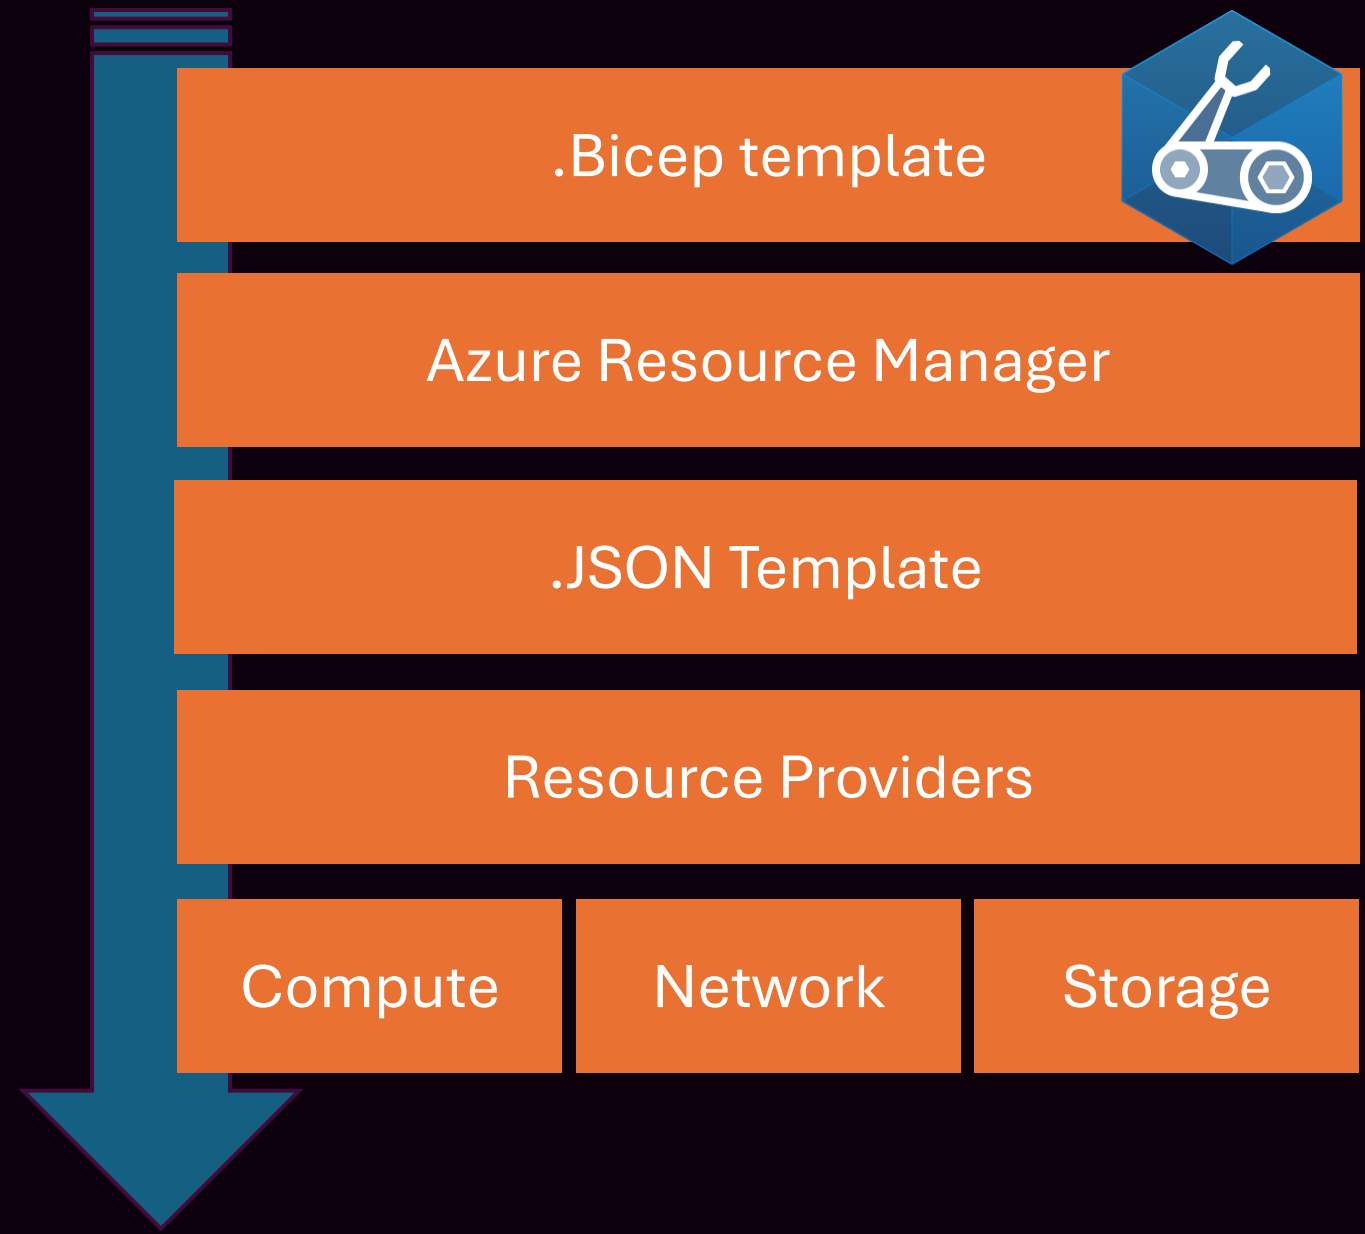 .Bicep template
Azure Resource Manager
.JSON Template
Resource Providers
Compute
Network
Storage